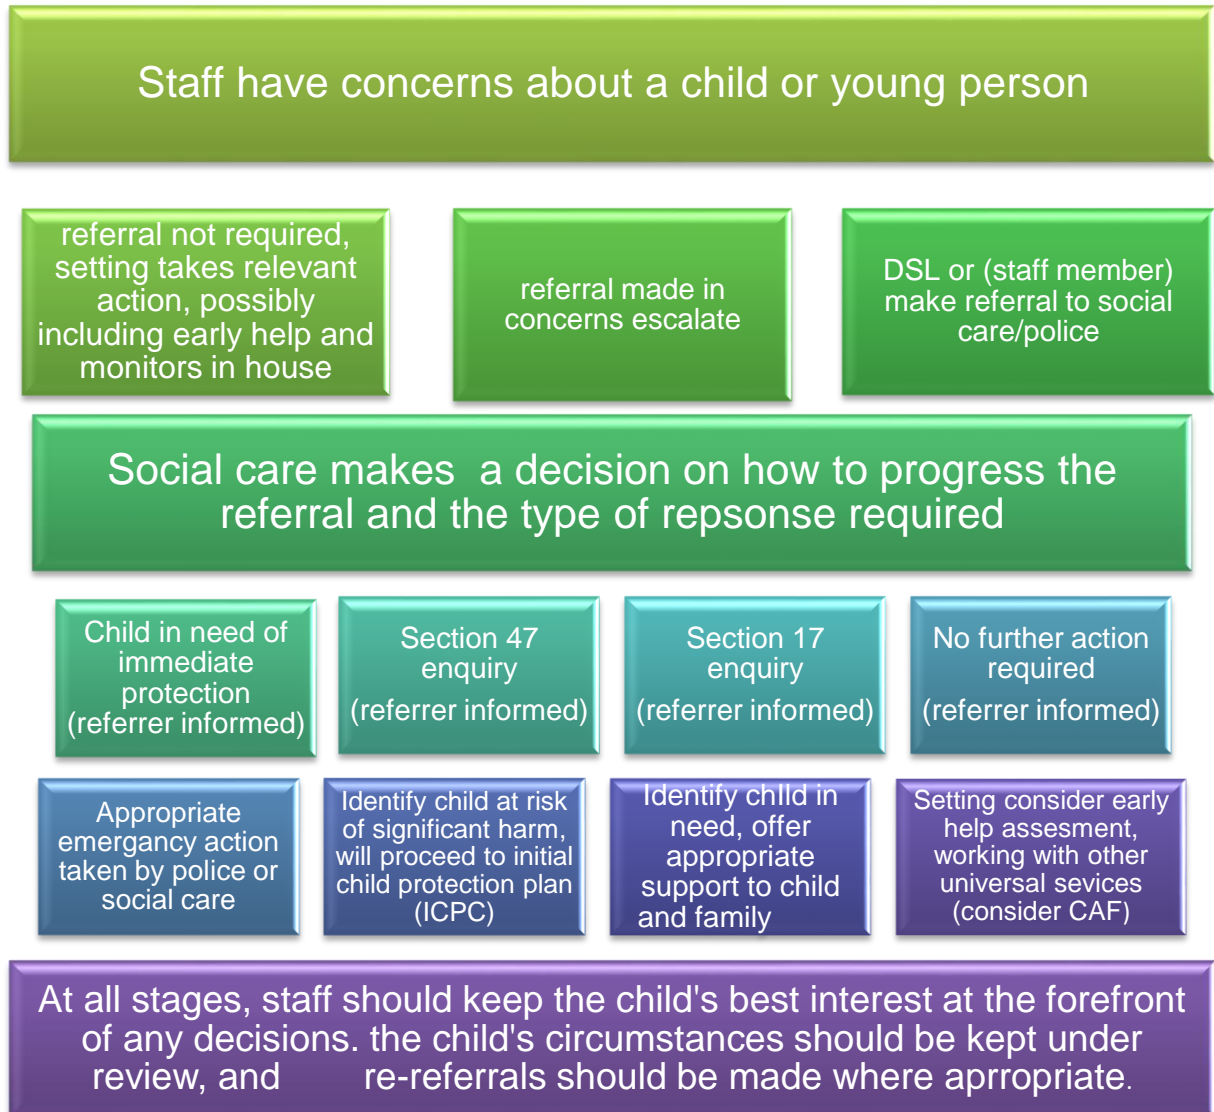 Staff have concerns about a child or young person
referral not required,
setting takes relevant
action, possibly
including early help and
monitors in house
referral made in
concerns escalate
DSL or (staff member)
make referral to social
care/police
Social care makes a decision on how to progress the
referral and the type of repsonse required
Child in need of
immediate
protection
(referrer informed)
Section 47
enquiry
(referrer informed)
Section 17
enquiry
(referrer informed)
No further action
required
(referrer informed)
Appropriate
emergancy action
taken by police or
social care
Identify child at risk
of significant harm,
will proceed to initial
child protection plan
(ICPC)
Identify chIld in
need, offer
appropriate
support to child
and family
Setting consider early
help assesment,
working with other
universal sevices
(consider CAF)
At all stages, staff should keep the child's best interest at the forefront
of any decisions. the child's circumstances should be kept under
review, and re-referrals should be made where aprropriate.